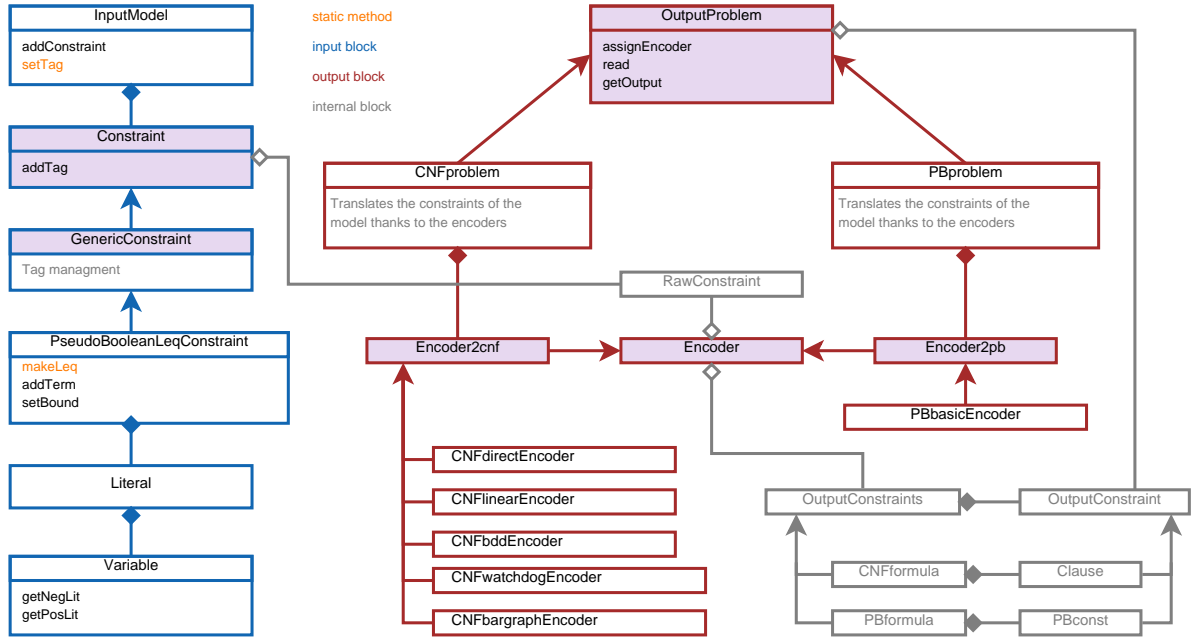 InputModel
addConstraint
setTag
static method
input block
output block
internal block
OutputProblem
assignEncoder
read
getOutput
Constraint
addTag
CNFproblem
Translates the constraints of the
model thanks to the encoders
PBproblem
Translates the constraints of the
model thanks to the encoders
GenericConstraint
Tag managment
RawConstraint
PseudoBooleanLeqConstraint
makeLeq
addTerm
setBound
Encoder2cnf
Encoder
Encoder2pb
PBbasicEncoder
Literal
CNFdirectEncoder
CNFlinearEncoder
CNFbddEncoder
CNFwatchdogEncoder
CNFbargraphEncoder
OutputConstraints
OutputConstraint
Variable
getNegLit
getPosLit
CNFformula
Clause
PBformula
PBconst